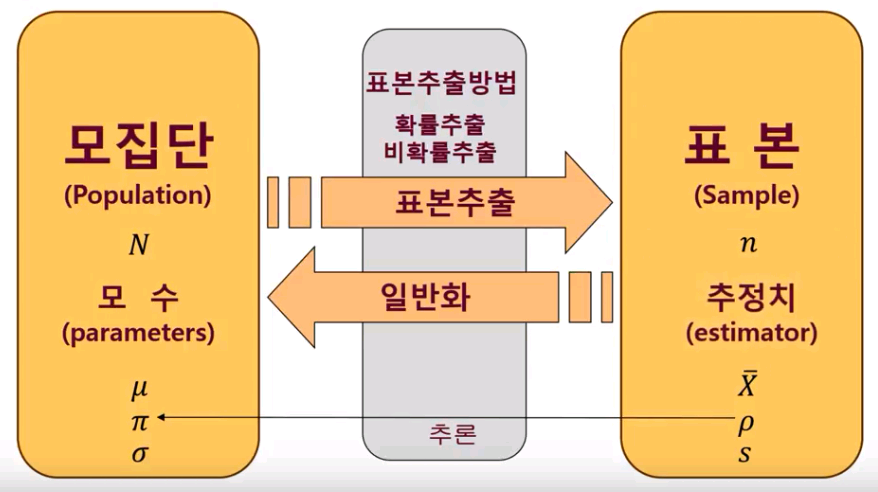 모집단
(Population)
N
모 수
(parameters)
μ
π
σ
표본추출방법
확률추출
비확률추출
표본추출
일반화
추론
표 본
(Sample)
n
추정치
(estimator)
X̄
ρ
s